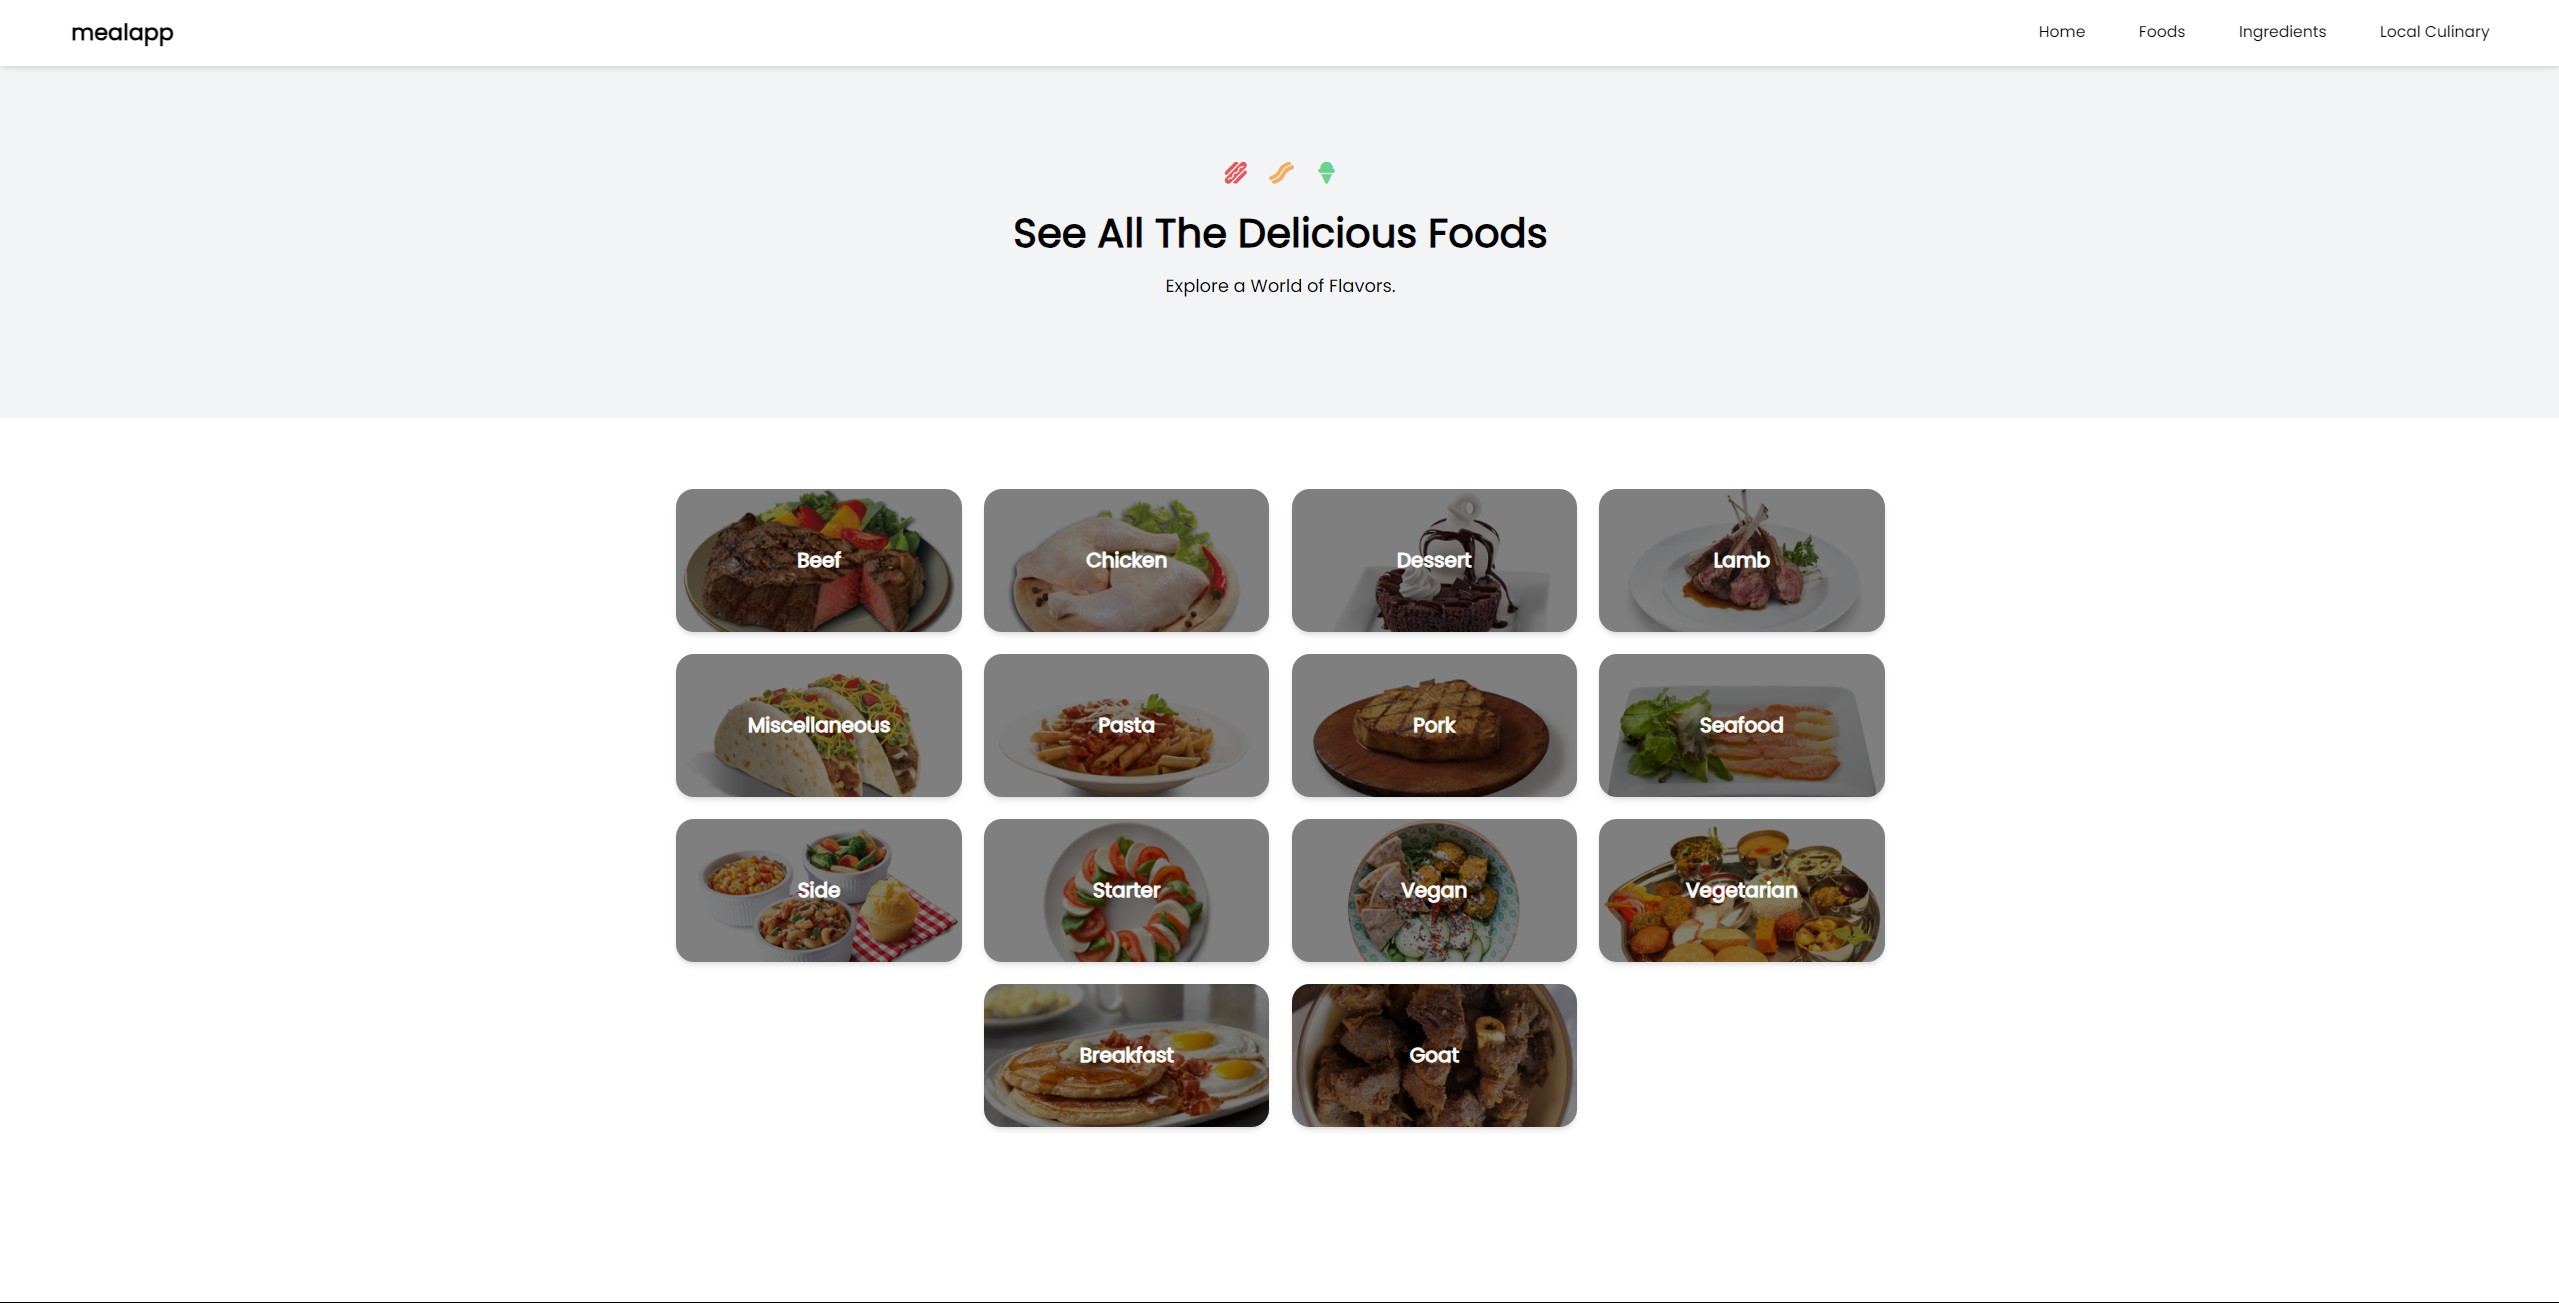 mealapp
Home
Foods
Ingredients
Local Culinary
See All The Delicious Foods
Explore a World of Flavors.
Beef
Chicken
Dessert
Lamb
Miscellaneous
Pasta
Pork
Seafood
Side
Starter
Vegan
Vegetarian
Breakfast
Goat